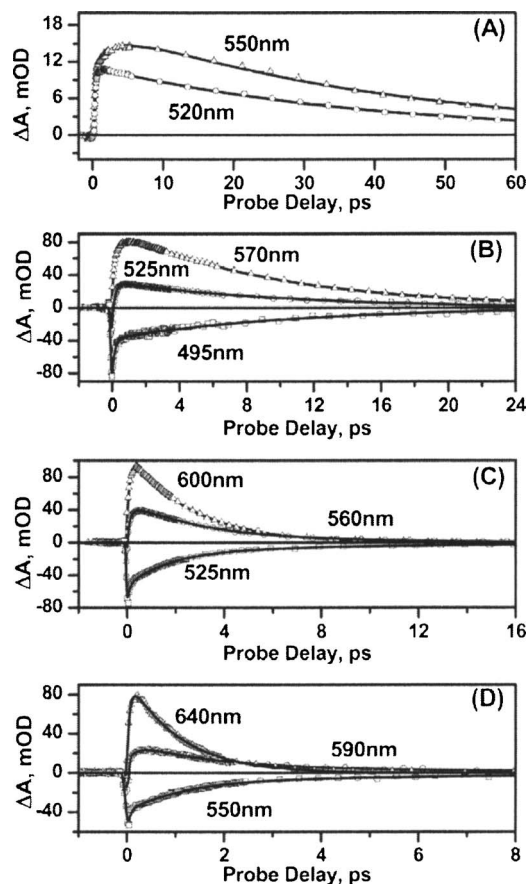 (A)
18
12
6
0
ΔA, mOD
550nm
520nm
0 10 20 30 40 50 60
Probe Delay, ps
(B)
80
40
0
-40
-80
ΔA, mOD
570nm
525nm
495nm
0 4 8 12 16 20 24
Probe Delay, ps
(C)
80
40
0
-40
-80
ΔA, mOD
600nm
560nm
525nm
0 4 8 12 16
Probe Delay, ps
(D)
80
40
0
-40
ΔA, mOD
640nm
590nm
550nm
0 2 4 6 8
Probe Delay, ps